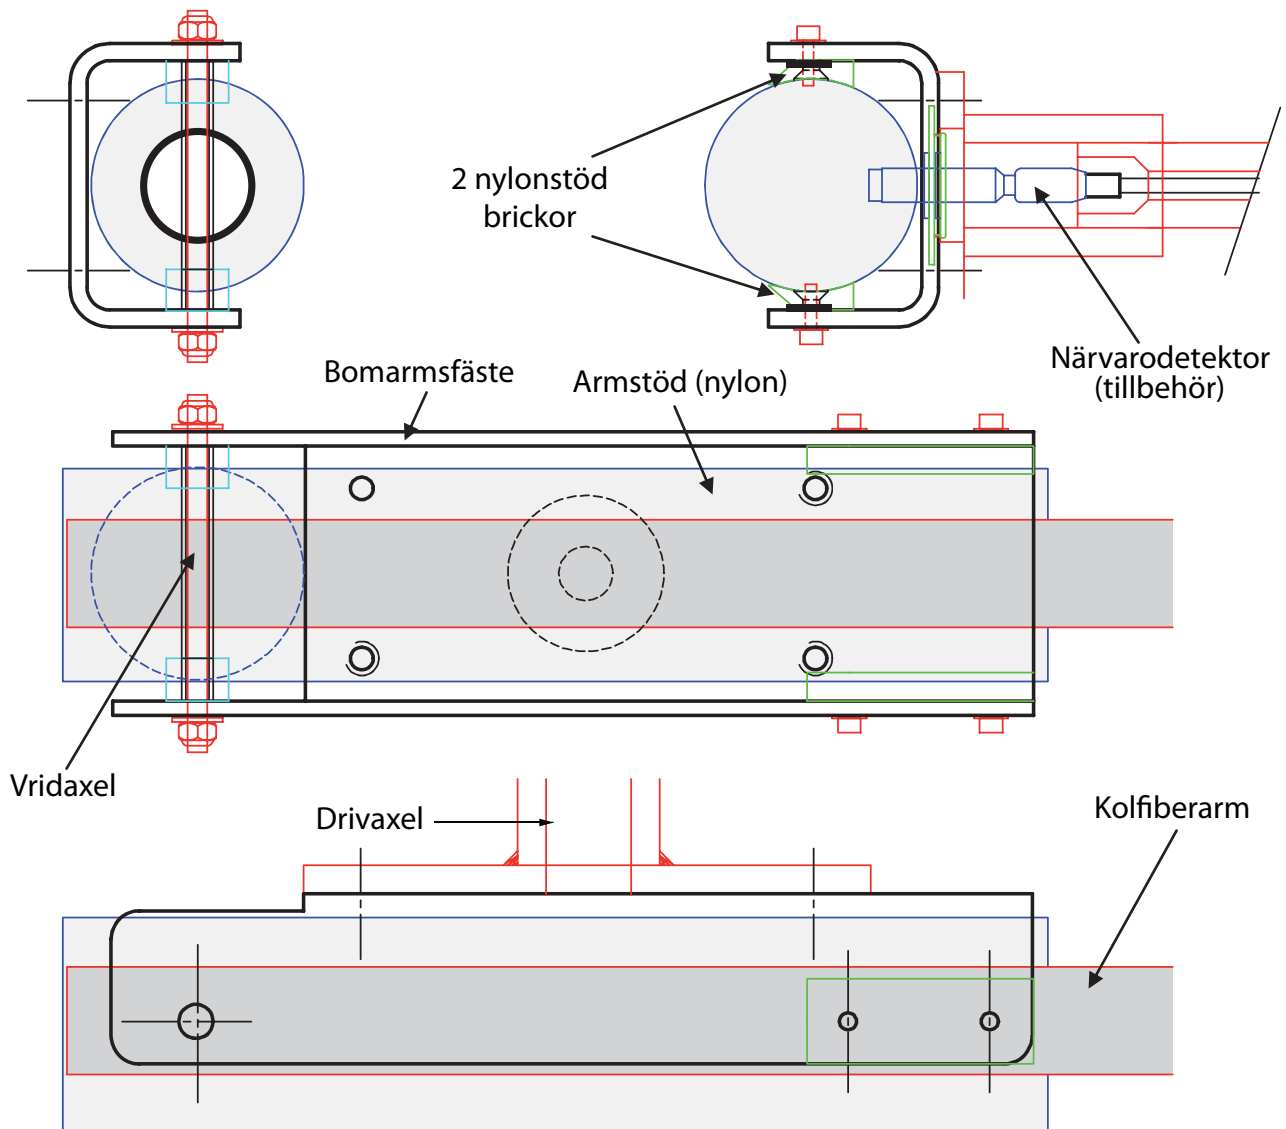 2 nylonstöd
brickor
Närvarodetektor
(tillbehör)
Bomarmsfäste
Armstöd (nylon)
Vridaxel
Drivaxel
Kolfiberarm